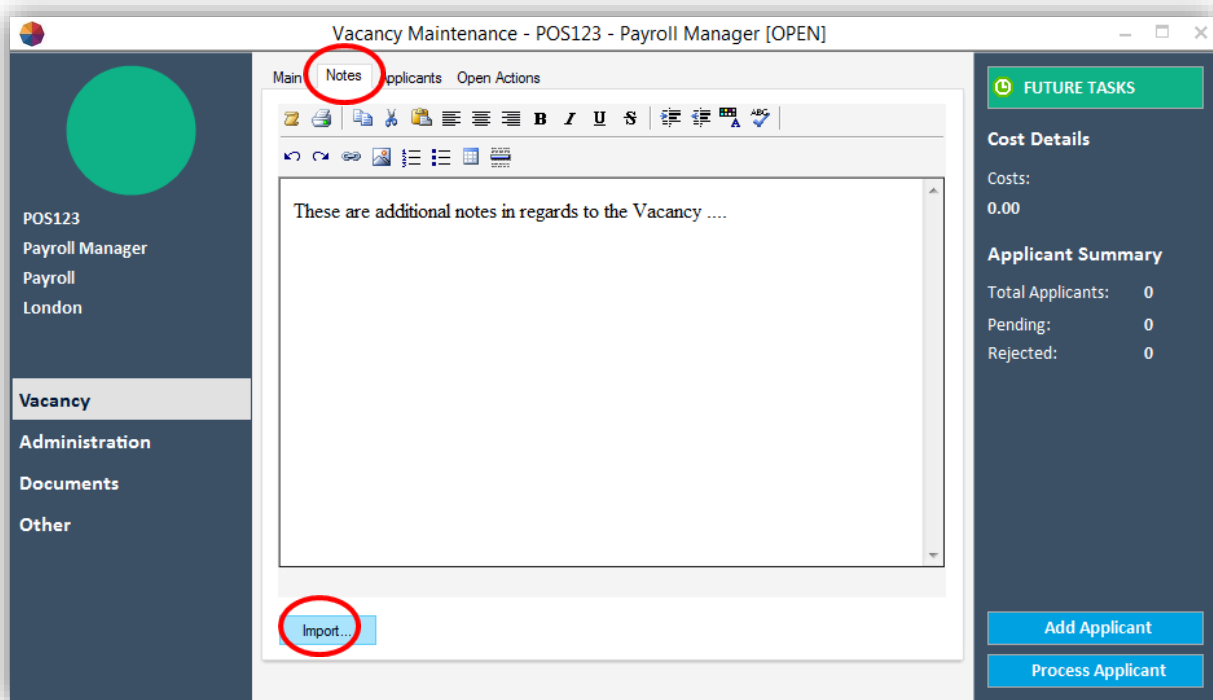 Vacancy Maintenance - POS123 - Payroll Manager [OPEN]
Main Notes Applicants Open Actions
B I U S ABC
These are additional notes in regards to the Vacancy ....
Import...
POS123
Payroll Manager
Payroll
London
Vacancy
Administration
Documents
Other
FUTURE TASKS
Cost Details
Costs:
0.00
Applicant Summary
Total Applicants: 0
Pending: 0
Rejected: 0
Add Applicant
Process Applicant